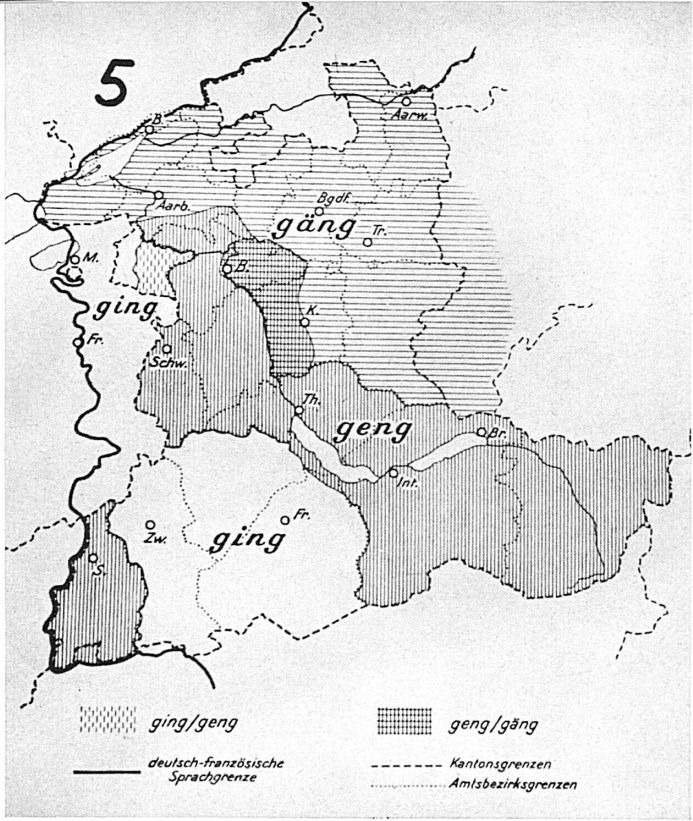 5
B.
Aarw.
Aarb.
Bgdf.
gäng
Tr.
M.
B.
ging
K.
Fr.
Schw.
Th.
geng
Br.
Int.
Fr.
Zw.
ging
S.
ging/geng
geng/gäng
deutsch-französische
Sprachgrenze
Kantonsgrenzen
Amtsbezirksgrenzen